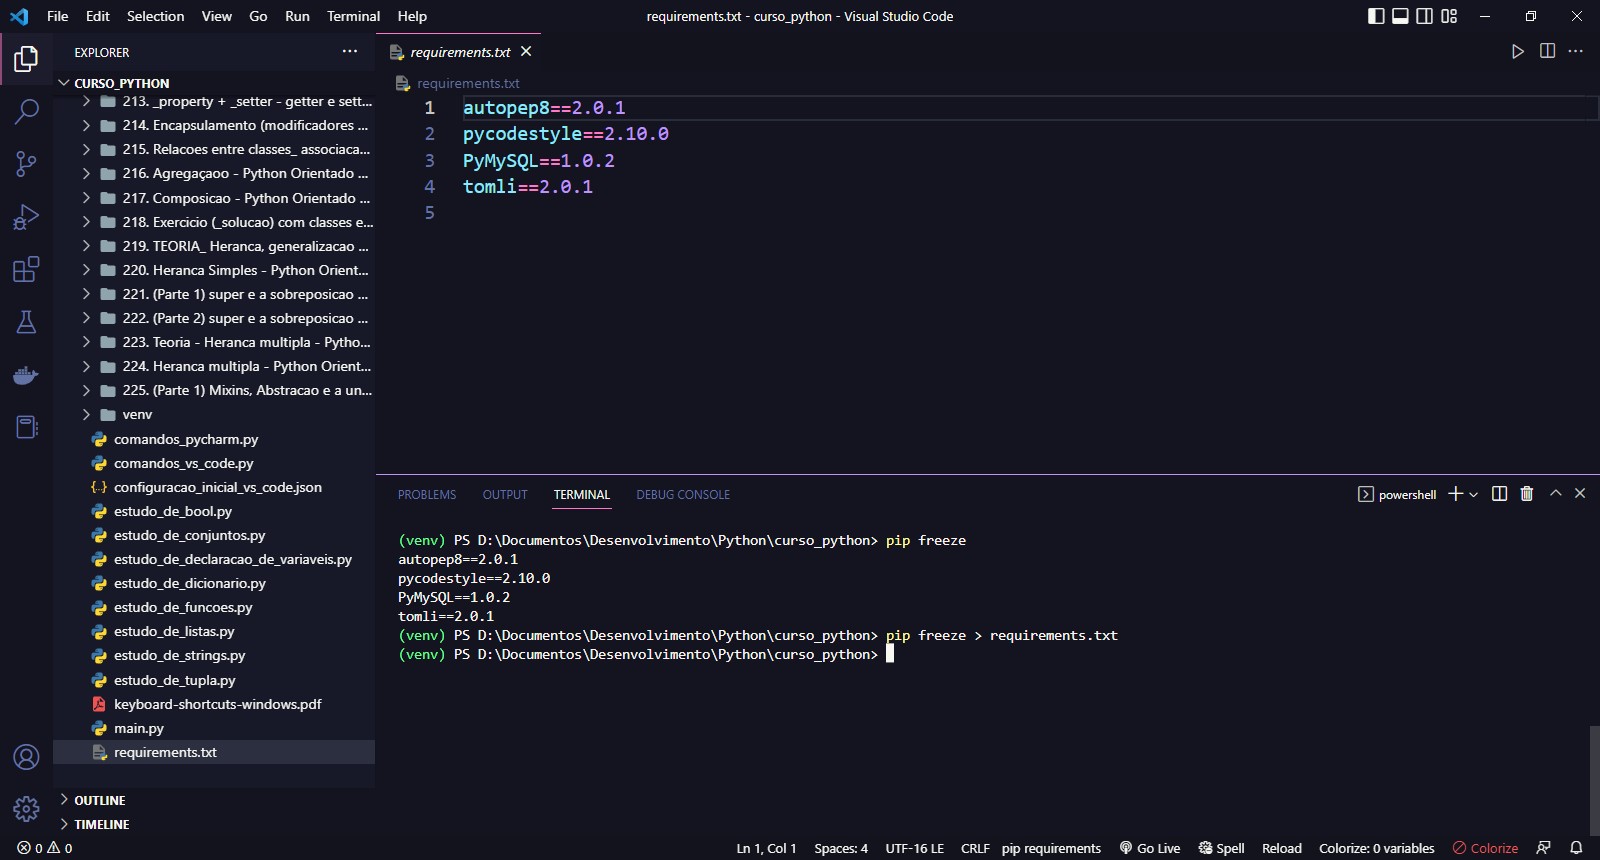 File Edit Selection View Go Run Terminal Help
requirements.txt - curso_python - Visual Studio Code
EXPLORER
CURSO_PYTHON
213. _property + _setter - getter e sett...
214. Encapsulamento (modificadores ...
215. Relacoes entre classes_ associaca...
216. Agregaçaoo - Python Orientado ...
217. Composicao - Python Orientado ...
218. Exercicio (_solucao) com classes e...
219. TEORIA_ Heranca, generalizacao ...
220. Heranca Simples - Python Orient...
221. (Parte 1) super e a sobreposicao ...
222. (Parte 2) super e a sobreposicao ...
223. Teoria - Heranca multipla - Pytho...
224. Heranca multipla - Python Orient...
225. (Parte 1) Mixins, Abstracao e a un...
venv
comandos_pycharm.py
comandos_vs_code.py
configuracao_inicial_vs_code.json
estudo_de_bool.py
estudo_de_conjuntos.py
estudo_de_declaracao_de_variaveis.py
estudo_de_dicionario.py
estudo_de_funcoes.py
estudo_de_listas.py
estudo_de_strings.py
estudo_de_tupla.py
keyboard-shortcuts-windows.pdf
main.py
requirements.txt
OUTLINE
TIMELINE
requirements.txt
requirements.txt
1 autopep8==2.0.1
2 pycodestyle==2.10.0
3 PyMySQL==1.0.2
4 tomli==2.0.1
5
PROBLEMS OUTPUT TERMINAL DEBUG CONSOLE
powershell
(venv) PS D:\Documentos\Desenvolvimento\Python\curso_python> pip freeze
autopep8==2.0.1
pycodestyle==2.10.0
PyMySQL==1.0.2
tomli==2.0.1
(venv) PS D:\Documentos\Desenvolvimento\Python\curso_python> pip freeze > requirements.txt
(venv) PS D:\Documentos\Desenvolvimento\Python\curso_python>
0 0
Ln 1, Col 1 Spaces: 4 UTF-16 LE CRLF pip requirements Go Live Spell Reload Colorize: 0 variables Colorize